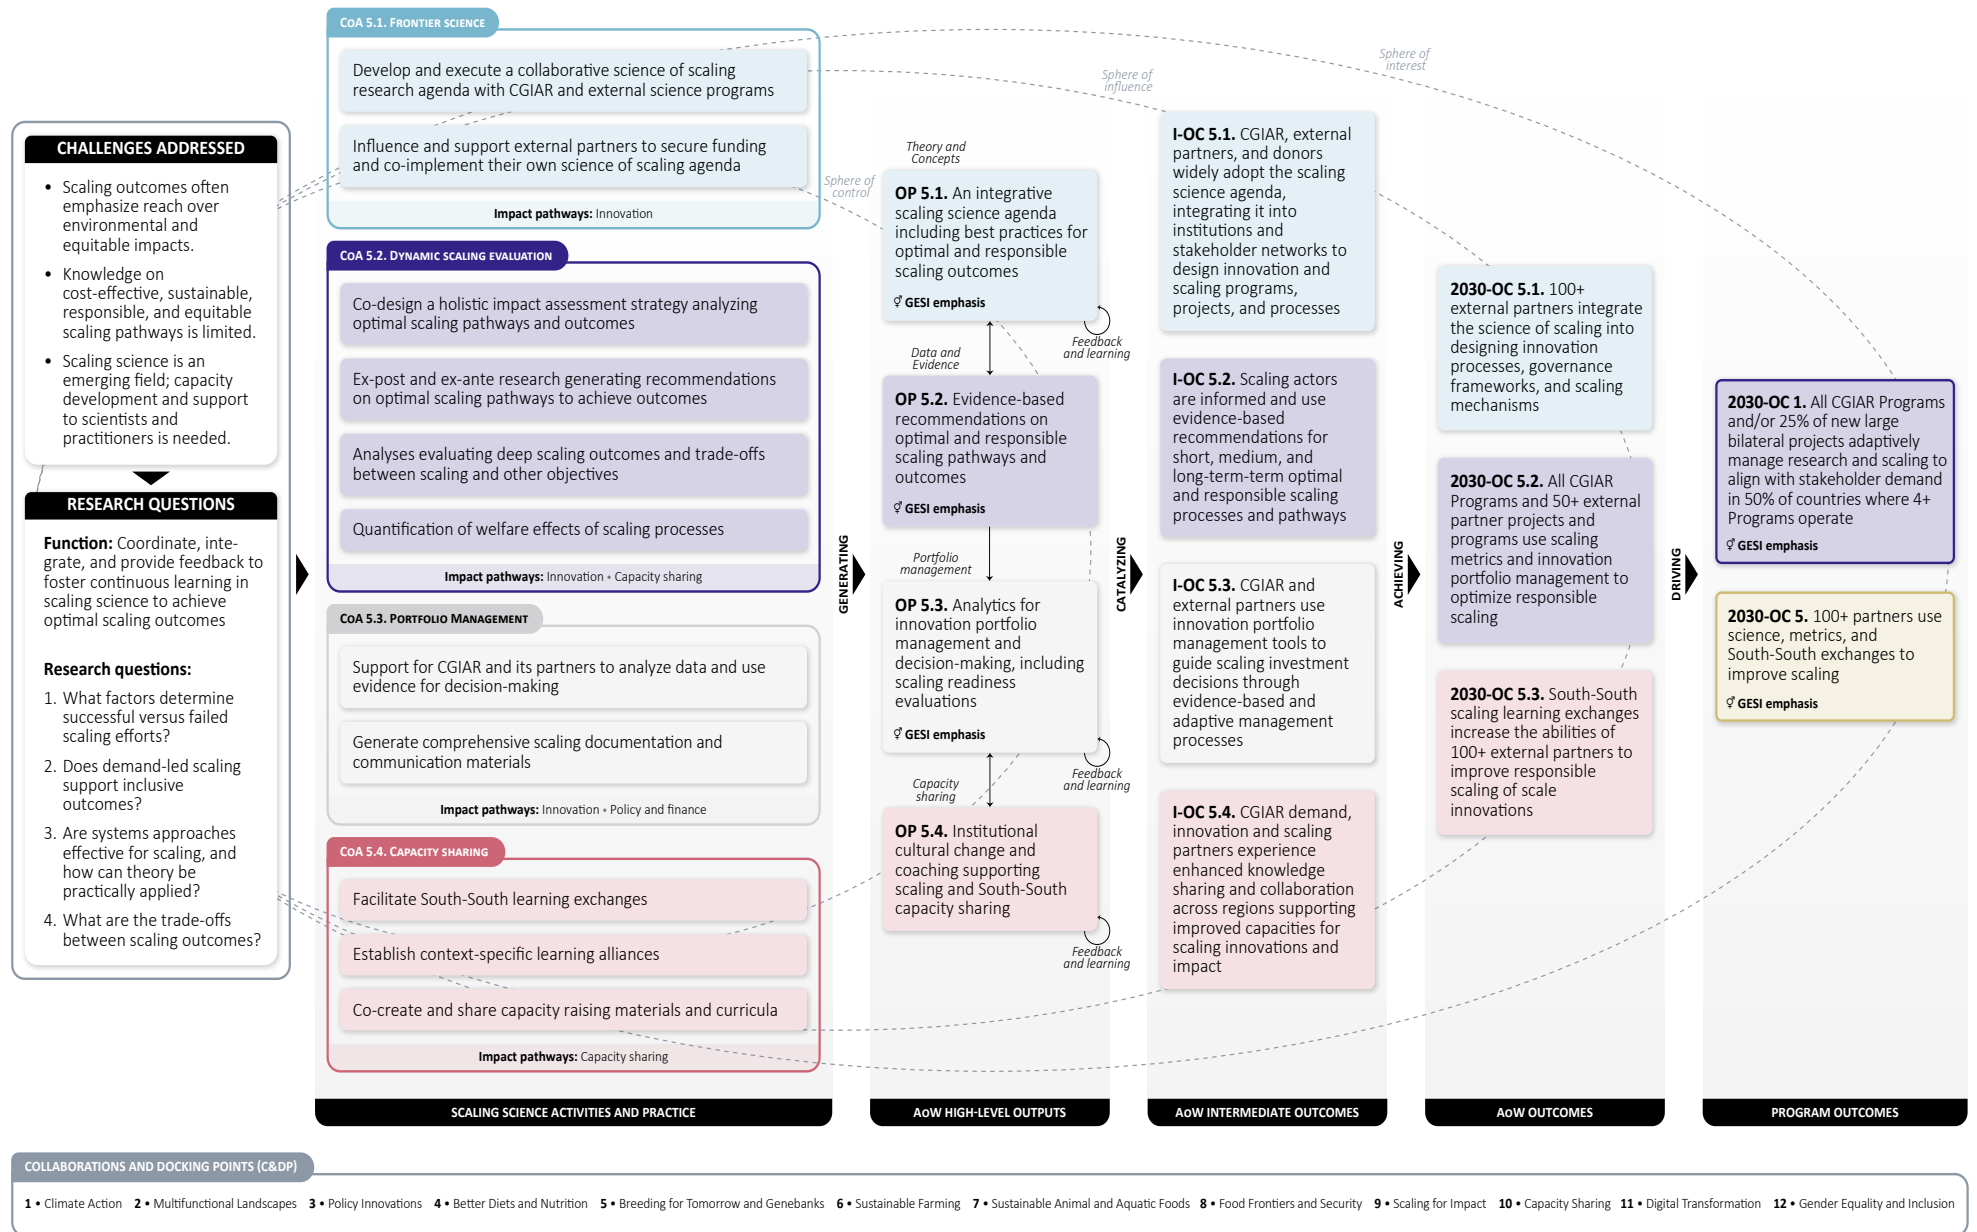 CoA 5.1. Frontier science
Develop and execute a collaborative science of scaling
research agenda with CGIAR and external science programs
Influence and support external partners to secure funding
and co-implement their own science of scaling agenda
Impact pathways: Innovation
CHALLENGES ADDRESSED
• Scaling outcomes often
emphasize reach over
environmental and
equitable impacts.
• Knowledge on
cost-effective, sustainable,
responsible, and equitable
scaling pathways is limited.
• Scaling science is an
emerging field; capacity
development and support
to scientists and
practitioners is needed.
RESEARCH QUESTIONS
Function: Coordinate, inte-
grate, and provide feedback to
foster continuous learning in
scaling science to achieve
optimal scaling outcomes
Research questions:
1. What factors determine
successful versus failed
scaling efforts?
2. Does demand-led scaling
support inclusive
outcomes?
3. Are systems approaches
effective for scaling, and
how can theory be
practically applied?
4. What are the trade-offs
between scaling outcomes?
CoA 5.2. Dynamic scaling evaluation
Co-design a holistic impact assessment strategy analyzing
optimal scaling pathways and outcomes
Ex-post and ex-ante research generating recommendations
on optimal scaling pathways to achieve outcomes
Analyses evaluating deep scaling outcomes and trade-offs
between scaling and other objectives
Quantification of welfare effects of scaling processes
Impact pathways: Innovation • Capacity sharing
CoA 5.3. Portfolio Management
Support for CGIAR and its partners to analyze data and use
evidence for decision-making
Generate comprehensive scaling documentation and
communication materials
Impact pathways: Innovation • Policy and finance
CoA 5.4. Capacity sharing
Facilitate South-South learning exchanges
Establish context-specific learning alliances
Co-create and share capacity raising materials and curricula
Impact pathways: Capacity sharing
SCALING SCIENCE ACTIVITIES AND PRACTICE
GENERATING
Sphere of
control
Theory and
Concepts
OP 5.1. An integrative
scaling science agenda
including best practices for
optimal and responsible
scaling outcomes
⚥ GESI emphasis
Feedback
and learning
Data and
Evidence
OP 5.2. Evidence-based
recommendations on
optimal and responsible
scaling pathways and
outcomes
⚥ GESI emphasis
Portfolio
management
OP 5.3. Analytics for
innovation portfolio
management and
decision-making, including
scaling readiness
evaluations
⚥ GESI emphasis
Feedback
and learning
Capacity
sharing
OP 5.4. Institutional
cultural change and
coaching supporting
scaling and South-South
capacity sharing
Feedback
and learning
AoW HIGH-LEVEL OUTPUTS
CATALYZING
Sphere of
influence
I-OC 5.1. CGIAR, external
partners, and donors
widely adopt the scaling
science agenda,
integrating it into
institutions and
stakeholder networks to
design innovation and
scaling programs,
projects, and processes
I-OC 5.2. Scaling actors
are informed and use
evidence-based
recommendations for
short, medium, and
long-term-term optimal
and responsible scaling
processes and pathways
I-OC 5.3. CGIAR and
external partners use
innovation portfolio
management tools to
guide scaling investment
decisions through
evidence-based and
adaptive management
processes
I-OC 5.4. CGIAR demand,
innovation and scaling
partners experience
enhanced knowledge
sharing and collaboration
across regions supporting
improved capacities for
scaling innovations and
impact
AoW INTERMEDIATE OUTCOMES
ACHIEVING
Sphere of
interest
2030-OC 5.1. 100+
external partners integrate
the science of scaling into
designing innovation
processes, governance
frameworks, and scaling
mechanisms
2030-OC 5.2. All CGIAR
Programs and 50+ external
partner projects and
programs use scaling
metrics and innovation
portfolio management to
optimize responsible
scaling
2030-OC 5.3. South-South
scaling learning exchanges
increase the abilities of
100+ external partners to
improve responsible
scaling of scale
innovations
AoW OUTCOMES
DRIVING
2030-OC 1. All CGIAR Programs
and/or 25% of new large
bilateral projects adaptively
manage research and scaling to
align with stakeholder demand
in 50% of countries where 4+
Programs operate
⚥ GESI emphasis
2030-OC 5. 100+ partners use
science, metrics, and
South-South exchanges to
improve scaling
⚥ GESI emphasis
PROGRAM OUTCOMES
COLLABORATIONS AND DOCKING POINTS (C&DP)
1 • Climate Action 2 • Multifunctional Landscapes 3 • Policy Innovations 4 • Better Diets and Nutrition 5 • Breeding for Tomorrow and Genebanks 6 • Sustainable Farming 7 • Sustainable Animal and Aquatic Foods 8 • Food Frontiers and Security 9 • Scaling for Impact 10 • Capacity Sharing 11 • Digital Transformation 12 • Gender Equality and Inclusion